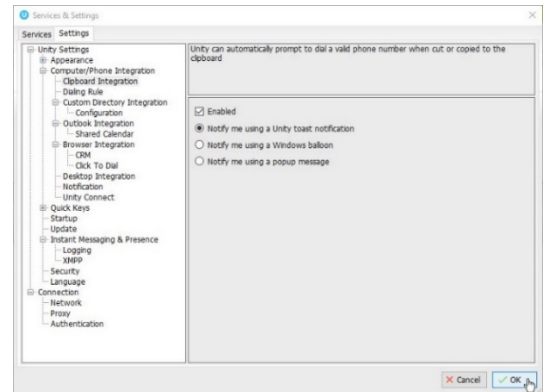 Services & Settings
Services Settings
Unity Settings
Appearance
Computer/Phone Integration
Clipboard Integration
Dialing Rule
Custom Directory Integration
Configuration
Outlook Integration
Shared Calendar
Browser Integration
CRM
Click To Dial
Desktop Integration
Notification
Unity Connect
Quick Keys
Startup
Update
Instant Messaging & Presence
Logging
XMPP
Security
Language
Connection
Network
Proxy
Authentication
Unity can automatically prompt to dial a valid phone number when cut or copied to the
clipboard
Enabled
Notify me using a Unity toast notification
Notify me using a Windows balloon
Notify me using a popup message
Cancel OK